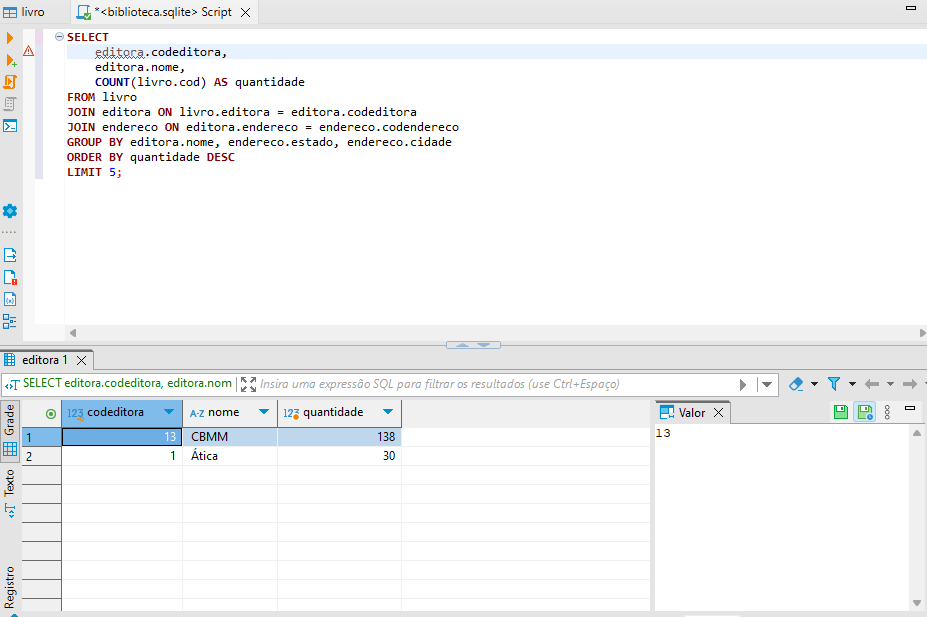 livro
*<biblioteca.sqlite> Script
SELECT
editora.codeditora,
editora.nome,
COUNT(livro.cod) AS quantidade
FROM livro
JOIN editora ON livro.editora = editora.codeditora
JOIN endereco ON editora.endereco = endereco.codendereco
GROUP BY editora.nome, endereco.estado, endereco.cidade
ORDER BY quantidade DESC
LIMIT 5;
editora 1
SELECT editora.codeditora, editora.nom
Insira uma expressão SQL para filtrar os resultados (use Ctrl+Espaço)
Grade
Texto
Registro
123 codeditora A-Z nome 123 quantidade
1 13 CBMM 138
2 1 Ática 30
Valor
13